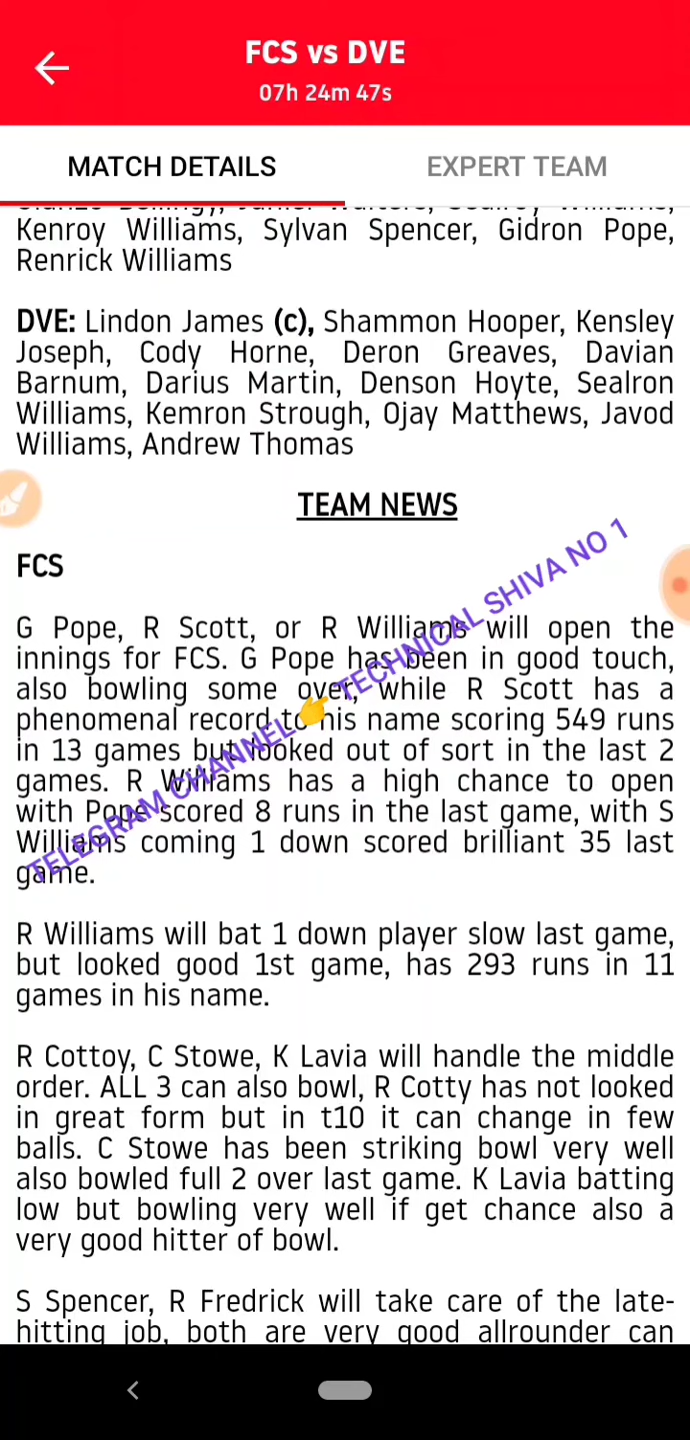 FCS vs DVE
07h 24m 47s
MATCH DETAILS
EXPERT TEAM
Kenroy Williams, Sylvan Spencer, Gidron Pope,
Renrick Williams
DVE: Lindon James (c), Shammon Hooper, Kensley
Joseph, Cody Horne, Deron Greaves, Davian
Barnum, Darius Martin, Denson Hoyte, Sealron
Williams, Kemron Strough, Ojay Matthews, Javod
Williams, Andrew Thomas
TEAM NEWS
FCS
G Pope, R Scott, or R Williams will open the
innings for FCS. G Pope has been in good touch,
also bowling some over, while R Scott has a
phenomenal record to his name scoring 549 runs
in 13 games but looked out of sort in the last 2
games. R Williams has a high chance to open
with Pope scored 8 runs in the last game, with S
Williams coming 1 down scored brilliant 35 last
game.
TELEGRAM CHANNEL 👉 TECHNICAL SHIVA NO 1
R Williams will bat 1 down player slow last game,
but looked good 1st game, has 293 runs in 11
games in his name.
R Cottoy, C Stowe, K Lavia will handle the middle
order. ALL 3 can also bowl, R Cotty has not looked
in great form but in t10 it can change in few
balls. C Stowe has been striking bowl very well
also bowled full 2 over last game. K Lavia batting
low but bowling very well if get chance also a
very good hitter of bowl.
S Spencer, R Fredrick will take care of the late-
hitting job, both are very good allrounder can